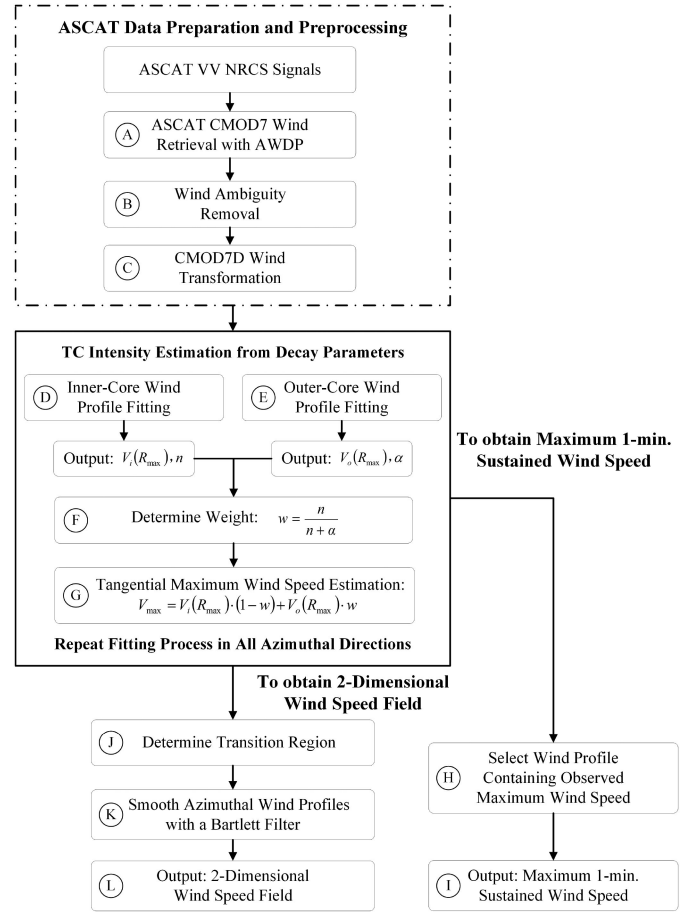 ASCAT Data Preparation and Preprocessing
ASCAT VV NRCS Signals
A
ASCAT CMOD7 Wind
Retrieval with AWDP
B
Wind Ambiguity
Removal
C
CMOD7D Wind
Transformation
TC Intensity Estimation from Decay Parameters
D
Inner-Core Wind
Profile Fitting
E
Outer-Core Wind
Profile Fitting
Output: V_i(R_max), n
Output: V_o(R_max), α
F
Determine Weight: w = n / (n + α)
G
Tangential Maximum Wind Speed Estimation:
V_max = V_i(R_max)·(1−w)+V_o(R_max)·w
Repeat Fitting Process in All Azimuthal Directions
To obtain Maximum 1-min.
Sustained Wind Speed
To obtain 2-Dimensional
Wind Speed Field
J
Determine Transition Region
K
Smooth Azimuthal Wind Profiles
with a Bartlett Filter
L
Output: 2-Dimensional
Wind Speed Field
H
Select Wind Profile
Containing Observed
Maximum Wind Speed
I
Output: Maximum 1-min.
Sustained Wind Speed